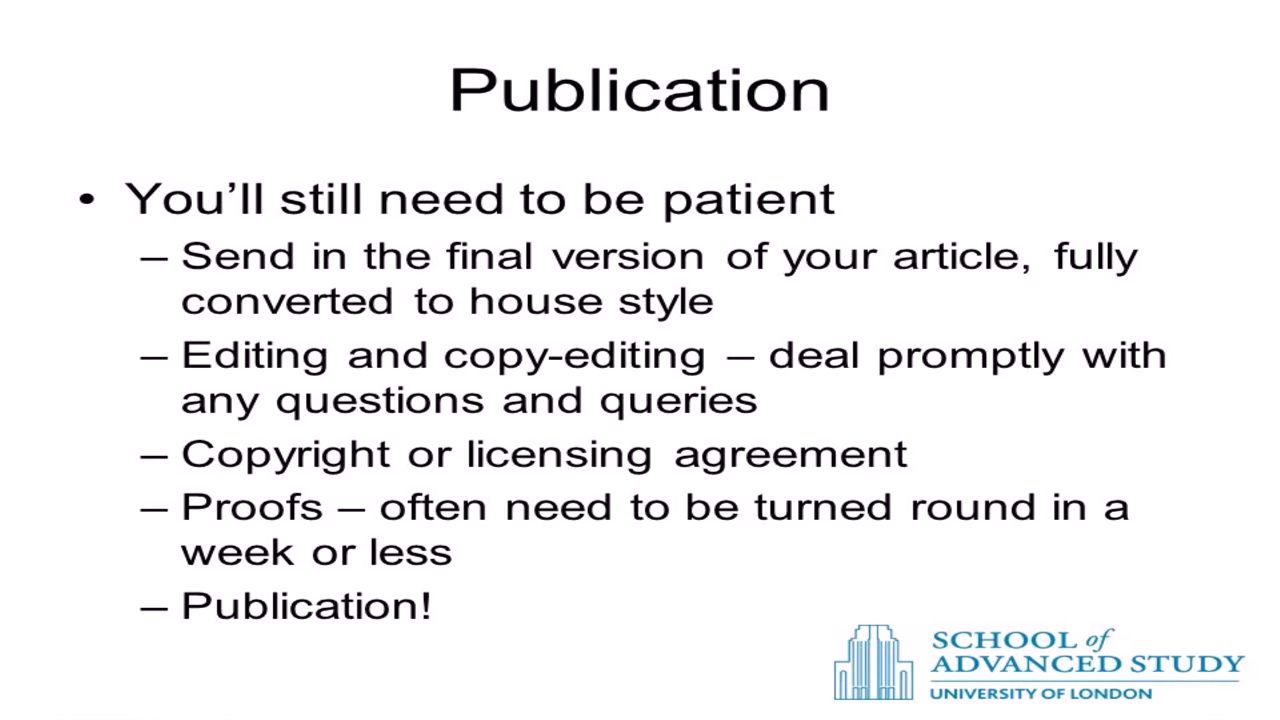 Publication
• You’ll still need to be patient
– Send in the final version of your article, fully
converted to house style
– Editing and copy-editing – deal promptly with
any questions and queries
– Copyright or licensing agreement
– Proofs – often need to be turned round in a
week or less
– Publication!
SCHOOL of
ADVANCED STUDY
UNIVERSITY OF LONDON